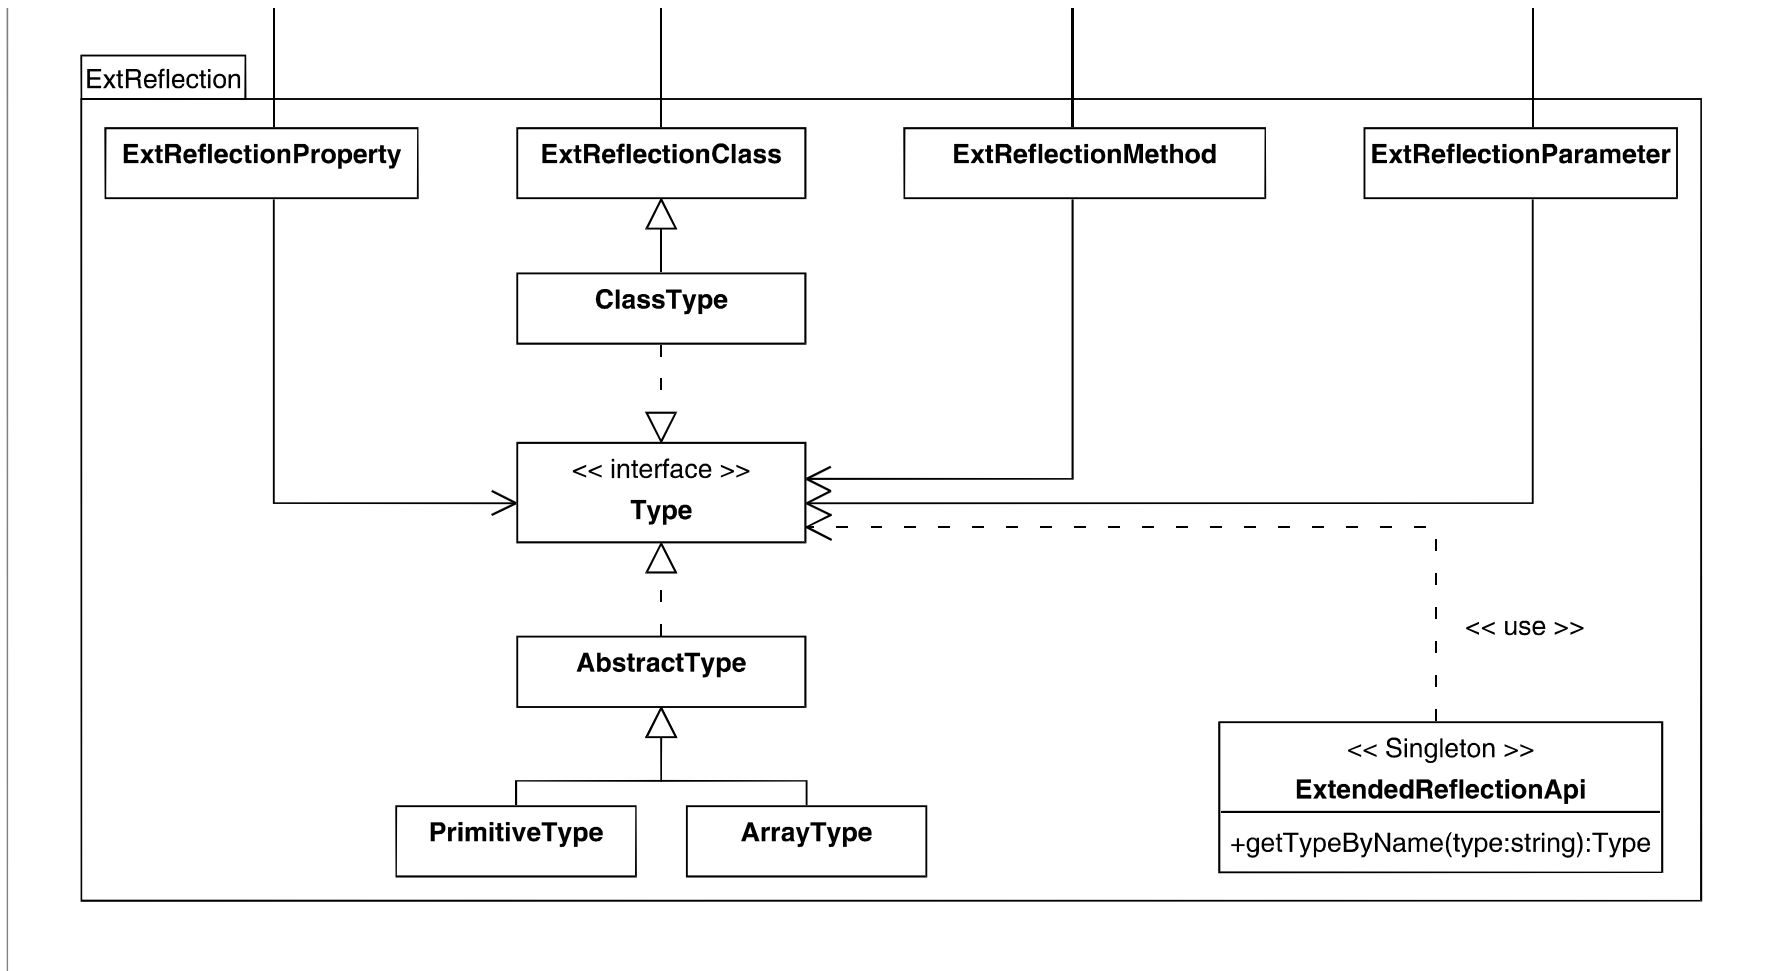 ExtReflection
ExtReflectionProperty
ExtReflectionClass
ExtReflectionMethod
ExtReflectionParameter
ClassType
<< interface >>
Type
<< use >>
AbstractType
<< Singleton >>
ExtendedReflectionApi
PrimitiveType
ArrayType
+getTypeByName(type:string):Type